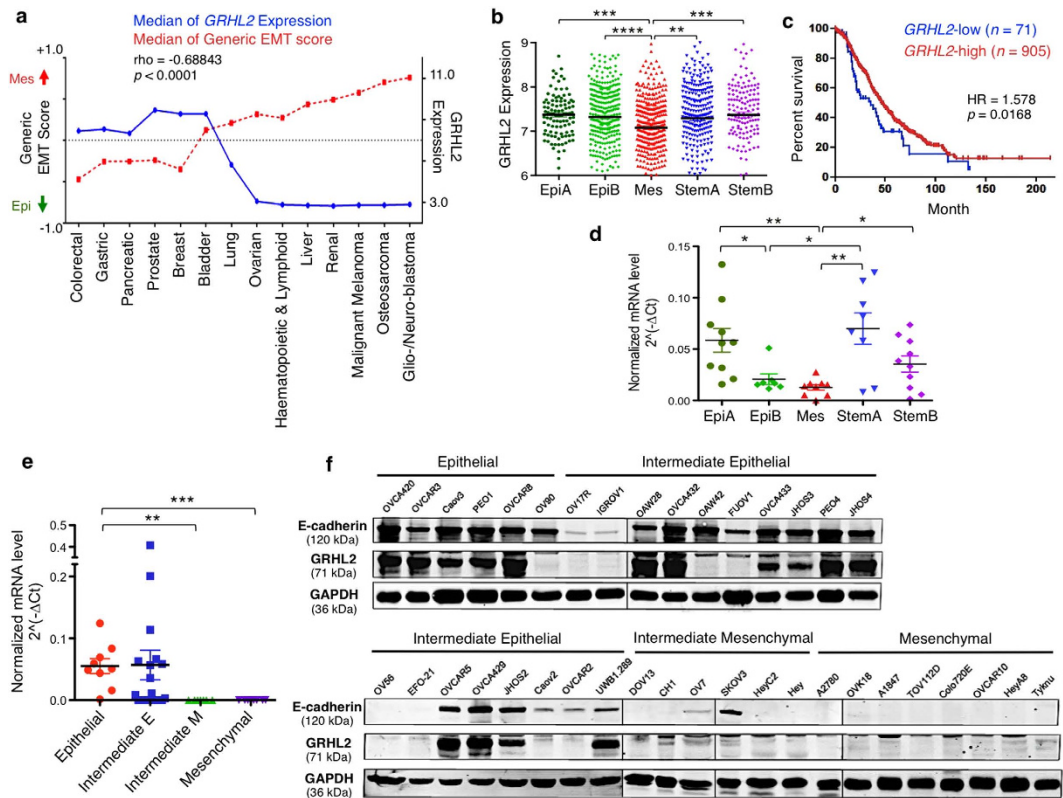 a
Median of GRHL2 Expression
Median of Generic EMT score
rho = -0.68843
p < 0.0001
+1.0
Mes
Generic
EMT Score
Epi
-1.0
11.0
GRHL2
Expression
3.0
Colorectal
Gastric
Pancreatic
Prostate
Breast
Bladder
Lung
Ovarian
Haematopoietic & Lymphoid
Liver
Renal
Malignant Melanoma
Osteosarcoma
Glio-/Neuro-blastoma
b
*** ***
**** **
GRHL2 Expression
9
8
7
6
EpiA EpiB Mes StemA StemB
c
GRHL2-low (n = 71)
GRHL2-high (n = 905)
HR = 1.578
p = 0.0168
Percent survival
100
80
60
40
20
0
0 50 100 150 200
Month
d
** *
* *
**
Normalized mRNA level
2^(-ΔCt)
0.15
0.10
0.05
0.00
EpiA EpiB Mes StemA StemB
e
***
**
Normalized mRNA level
2^(-ΔCt)
0.5
0.4
0.2
0.1
0.0
Epithelial
Intermediate E
Intermediate M
Mesenchymal
f
Epithelial Intermediate Epithelial
OVCA420 OVCAR3 Caov3 PEO1 OVCAR8 OV90 OV17R IGROV1 OAW28 OVCA432 OAW42 FUOV1 OVCA433 JHOS3 PEO4 JHOS4
E-cadherin
(120 kDa)
GRHL2
(71 kDa)
GAPDH
(36 kDa)
Intermediate Epithelial Intermediate Mesenchymal Mesenchymal
OV56 EFO-21 OVCAR5 OVCA429 JHOS2 Caov2 OVCAR2 UWB1.289 DOV13 CH1 OV7 SKOV3 HeyC2 Hey A2780 OVK18 A1847 TOV112D Colo720E OVCAR10 HeyA8 Tyknu
E-cadherin
(120 kDa)
GRHL2
(71 kDa)
GAPDH
(36 kDa)